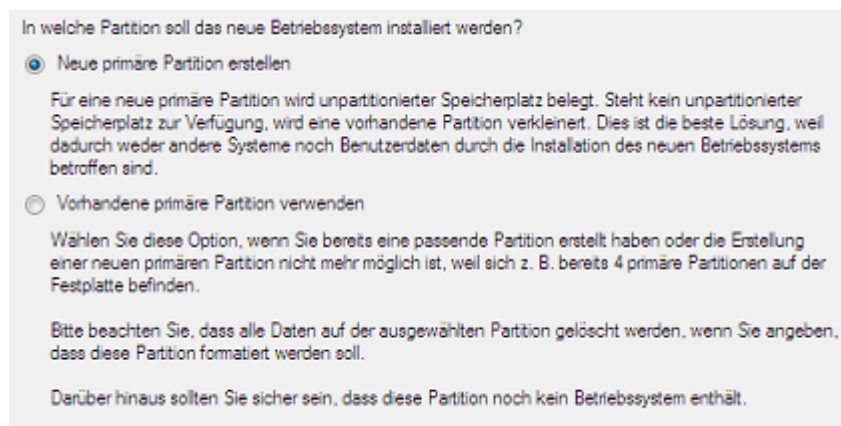 In welche Partition soll das neue Betriebssystem installiert werden?
Neue primäre Partition erstellen
Für eine neue primäre Partition wird unpartitionierter Speicherplatz belegt. Steht kein unpartitionierter
Speicherplatz zur Verfügung, wird eine vorhandene Partition verkleinert. Dies ist die beste Lösung, weil
dadurch weder andere Systeme noch Benutzerdaten durch die Installation des neuen Betriebssystems
betroffen sind.
Vorhandene primäre Partition verwenden
Wählen Sie diese Option, wenn Sie bereits eine passende Partition erstellt haben oder die Erstellung
einer neuen primären Partition nicht mehr möglich ist, weil sich z. B. bereits 4 primäre Partitionen auf der
Festplatte befinden.
Bitte beachten Sie, dass alle Daten auf der ausgewählten Partition gelöscht werden, wenn Sie angeben,
dass diese Partition formatiert werden soll.
Darüber hinaus sollten Sie sicher sein, dass diese Partition noch kein Betriebssystem enthält.